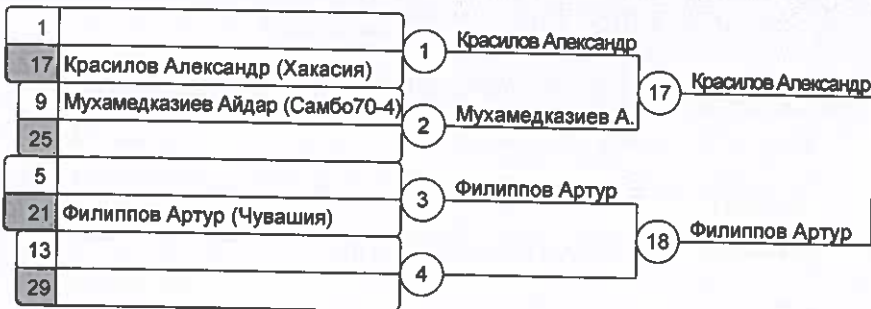 1
17 Красилов Александр (Хакасия)
1 Красилов Александр
9 Мухамедказиев Айдар (Самбо70-4)
25
2 Мухамедказиев А.
17 Красилов Александр
5
21 Филиппов Артур (Чувашия)
3 Филиппов Артур
13
29
4
18 Филиппов Артур